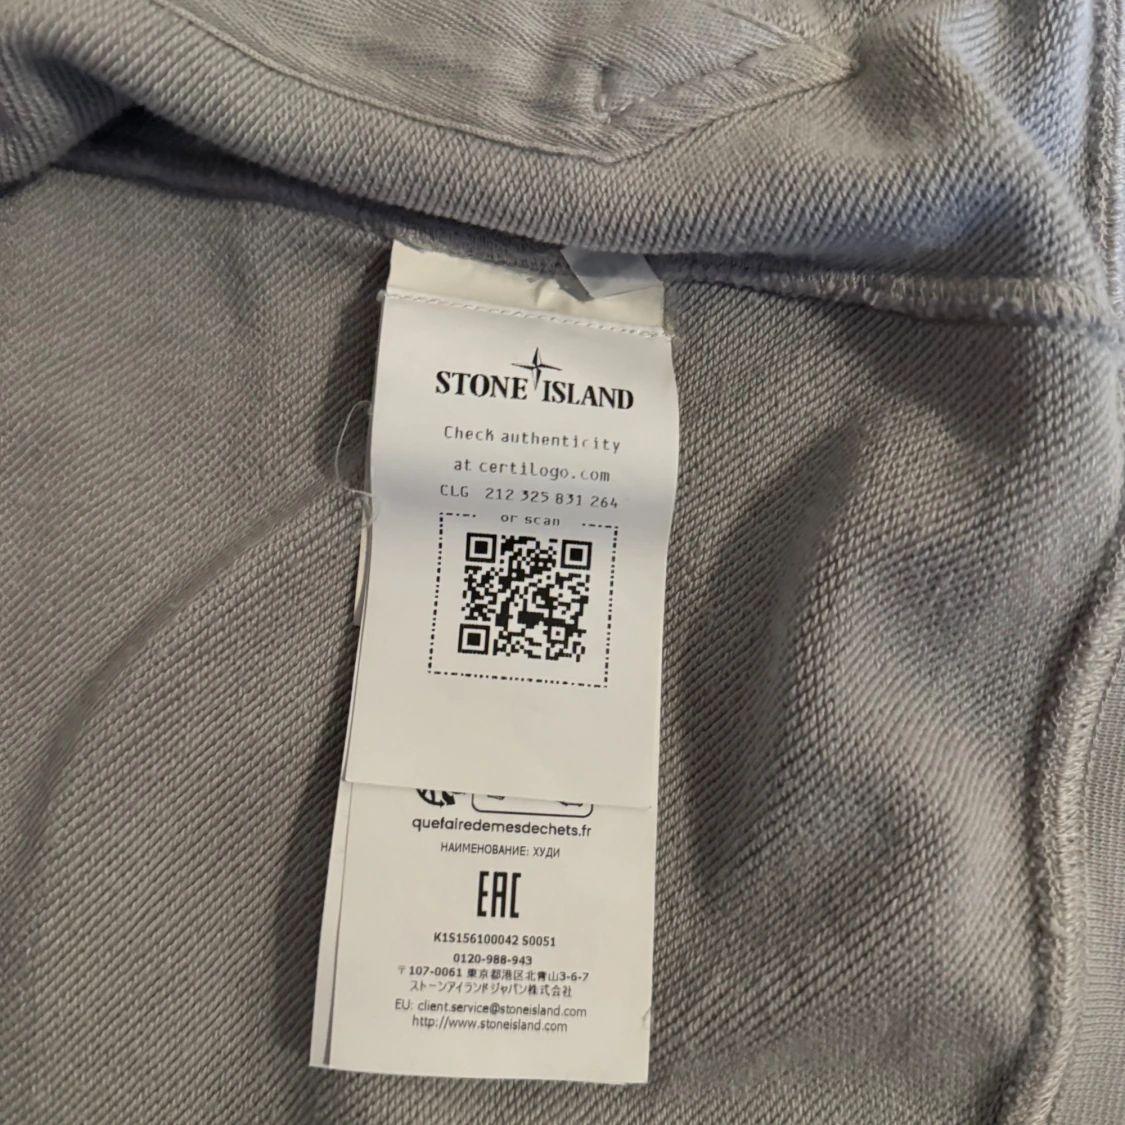 STONE ISLAND
Check authenticity
at certilogo.com
CLG 212 325 831 264
or scan
quefairedemesdechets.fr
НАИМЕНОВАНИЕ: ХУДИ
EAC
K1S156100042 S0051
0120-988-943
〒107-0061 東京都港区北青山3-6-7
ストーンアイランドジャパン株式会社
EU: client.service@stoneisland.com
http://www.stoneisland.com